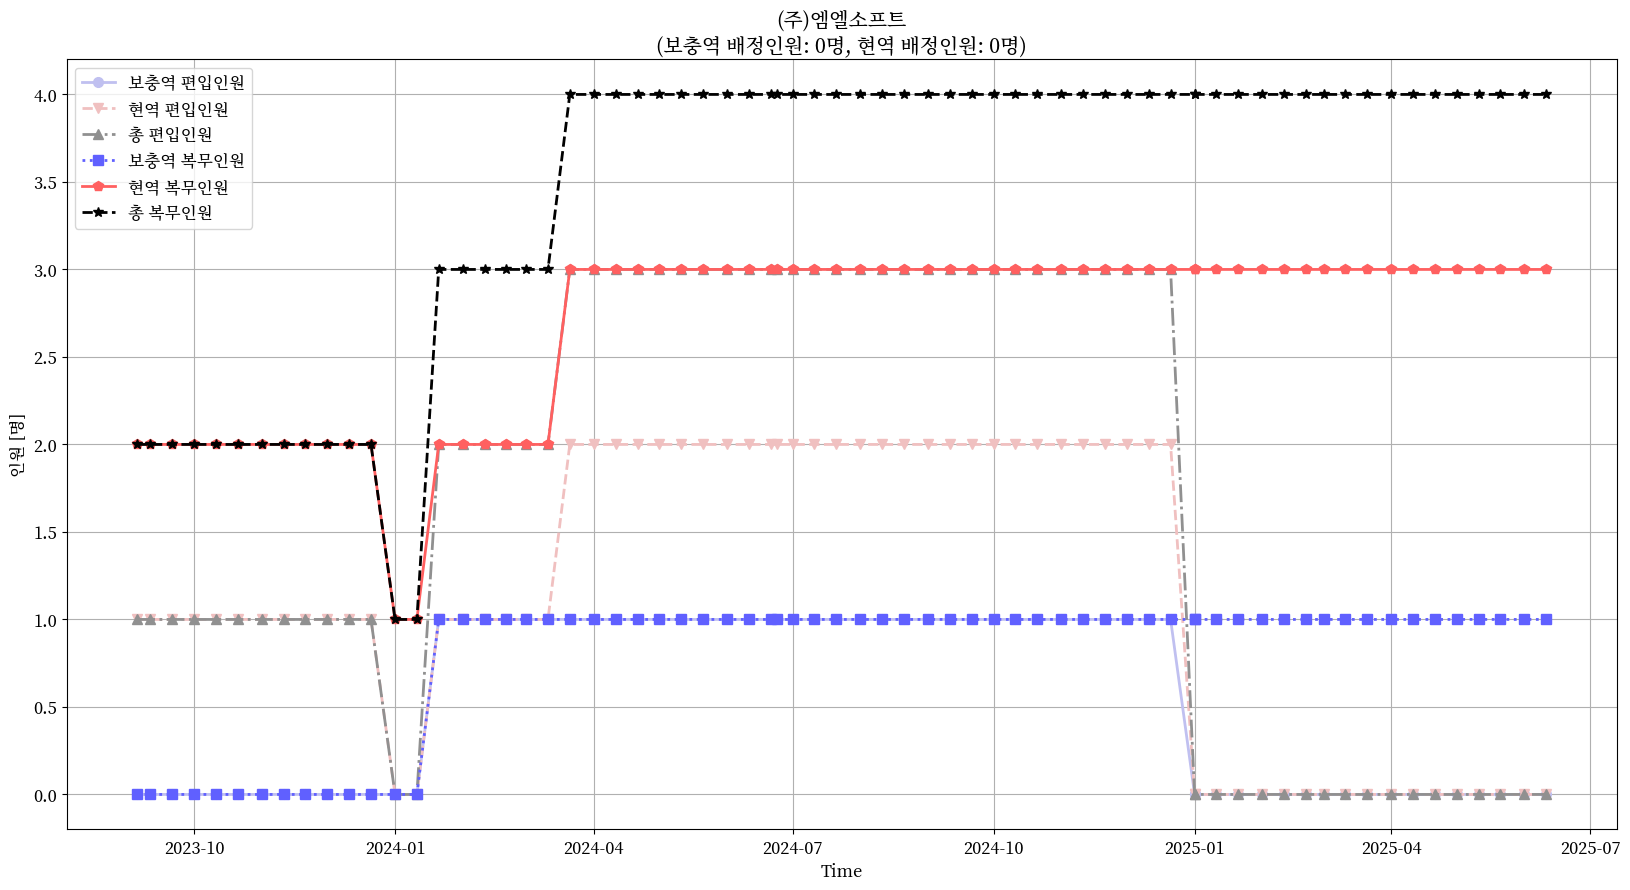 (주)엠엘소프트
(보충역 배정인원: 0명, 현역 배정인원: 0명)
보충역 편입인원
현역 편입인원
총 편입인원
보충역 복무인원
현역 복무인원
총 복무인원
인원 [명]
4.0
3.5
3.0
2.5
2.0
1.5
1.0
0.5
0.0
2023-10
2024-01
2024-04
2024-07
2024-10
2025-01
2025-04
2025-07
Time